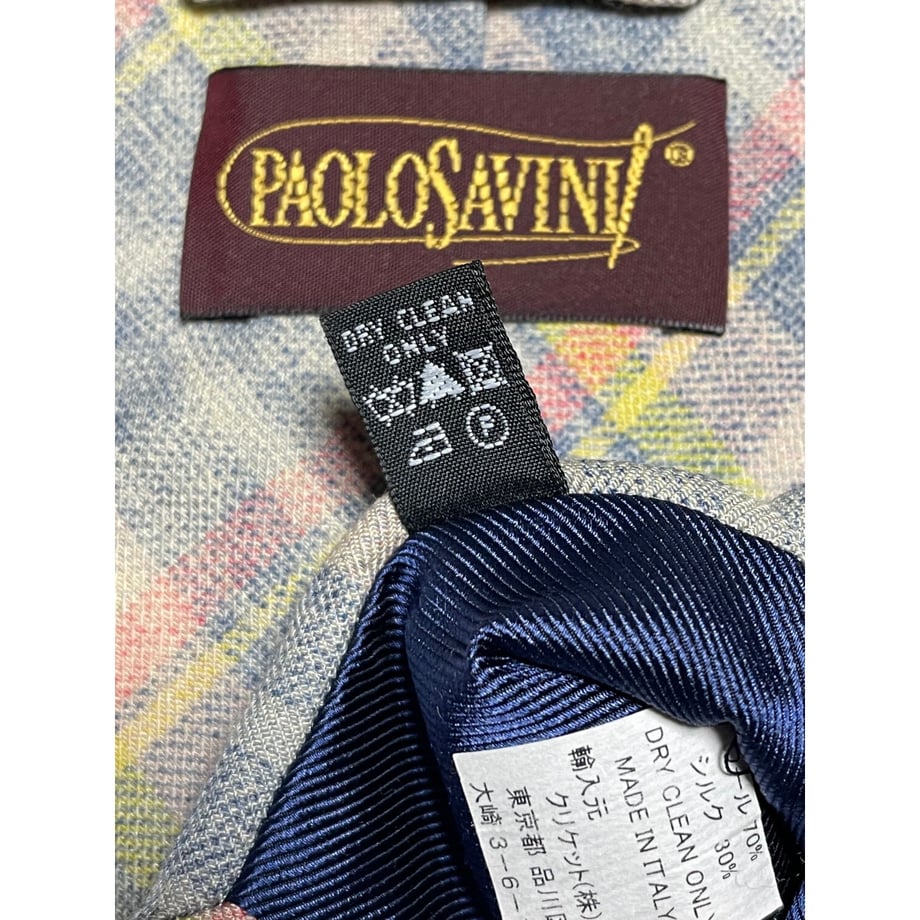 PAOLOSAVINI®
DRY CLEAN
ONLY
P
ール 70%
シルク 30%
DRY CLEAN ONL
MADE IN ITALY
輸入元
クリケット(株)
東京都 品川区
大崎3-6-